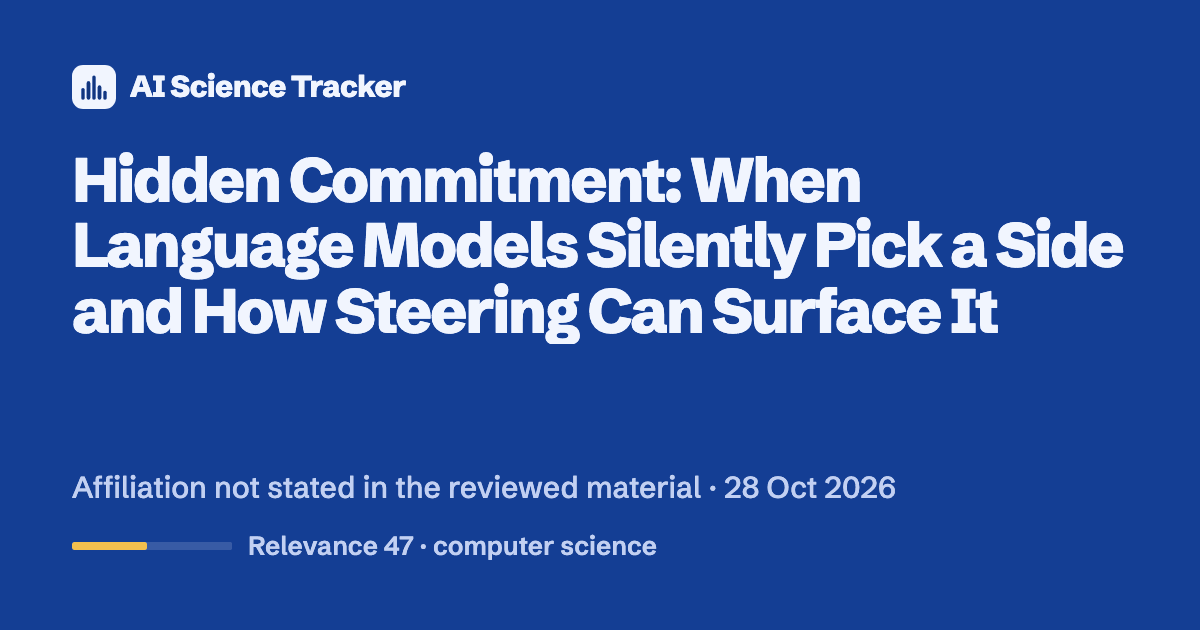 AI Science Tracker
Hidden Commitment: When
Language Models Silently Pick a Side
and How Steering Can Surface It
Affiliation not stated in the reviewed material · 28 Oct 2026
Relevance 47 · computer science